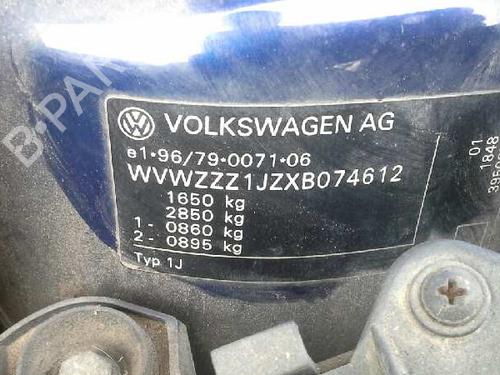 B-PARTS
VOLKSWAGEN AG
e1*96/79*0071*06
WVWZZZ1JZXB074612
1650 kg
2850 kg
1 - 0860 kg
2 - 0895 kg
Typ 1J
01
1848